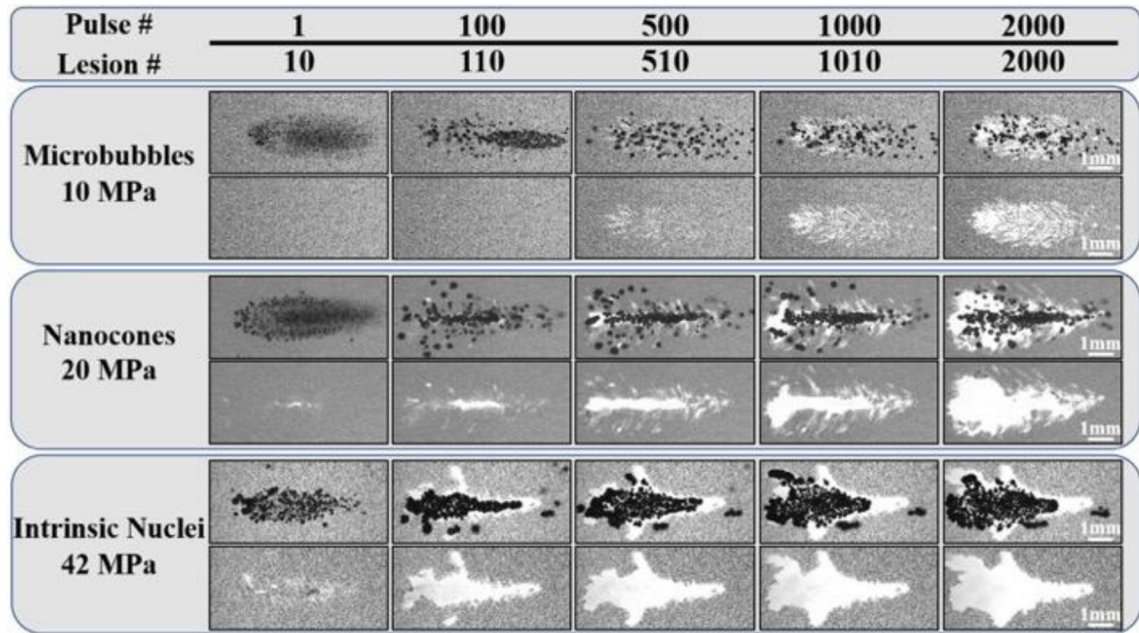 Pulse # 1 100 500 1000 2000
Lesion # 10 110 510 1010 2000
Microbubbles
10 MPa
1mm
1mm
Nanocones
20 MPa
1mm
1mm
Intrinsic Nuclei
42 MPa
1mm
1mm